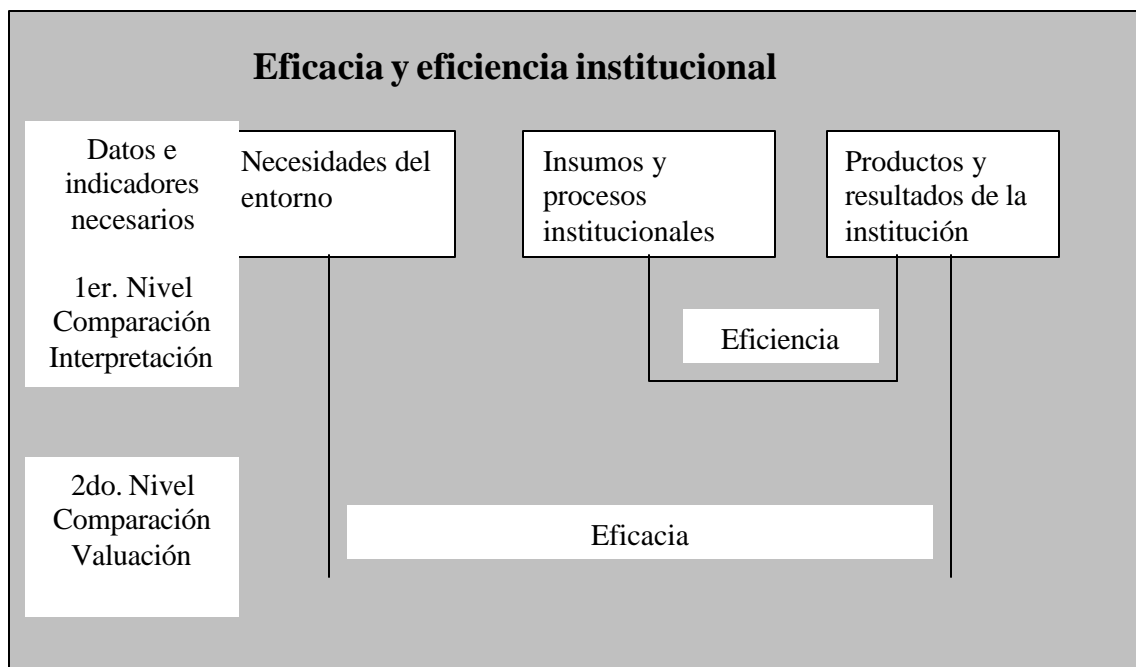 Eficacia y eficiencia institucional
Datos e
indicadores
necesarios
Necesidades del
entorno
Insumos y
procesos
institucionales
Productos y
resultados de la
institución
1er. Nivel
Comparación
Interpretación
Eficiencia
2do. Nivel
Comparación
Valuación
Eficacia